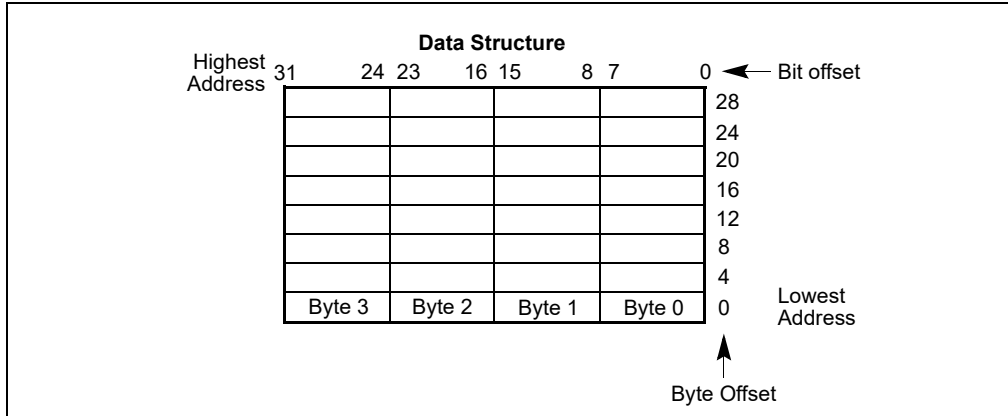 Data Structure
Highest
Address
31 24 23 16 15 8 7 0
Bit offset
28
24
20
16
12
8
4
Byte 3 Byte 2 Byte 1 Byte 0 0
Lowest
Address
Byte Offset